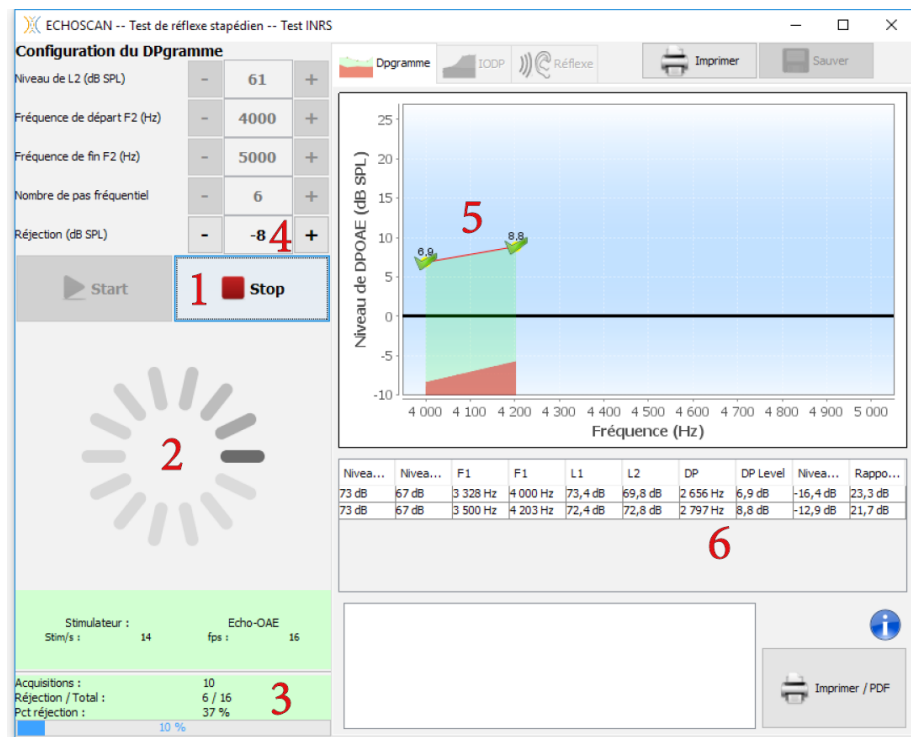 ECHOSCAN -- Test de réflexe stapédien -- Test INRS
Configuration du DPgramme
Niveau de L2 (dB SPL) - 61 +
Fréquence de départ F2 (Hz) - 4000 +
Fréquence de fin F2 (Hz) - 5000 +
Nombre de pas fréquentiel - 6 +
Réjection (dB SPL) - -8 4 +
Start 1 Stop
2
Stimulateur : Echo-OAE
Stim/s : 14 fps : 16
Acquisitions : 10
Réjection / Total : 6 / 16
Pct réjection : 37 %
3
10 %
Dpgramme IODP Réflexe Imprimer Sauver
Niveau de DPOAE (dB SPL)
25
20
15
10
5
0
-5
-10
5
6.9 8.8
4 000 4 100 4 200 4 300 4 400 4 500 4 600 4 700 4 800 4 900 5 000
Fréquence (Hz)
Nivea... Nivea... F1 F1 L1 L2 DP DP Level Nivea... Rappo...
73 dB 67 dB 3 328 Hz 4 000 Hz 73,4 dB 69,8 dB 2 656 Hz 6,9 dB -16,4 dB 23,3 dB
73 dB 67 dB 3 500 Hz 4 203 Hz 72,4 dB 72,8 dB 2 797 Hz 8,8 dB -12,9 dB 21,7 dB
6
Imprimer / PDF